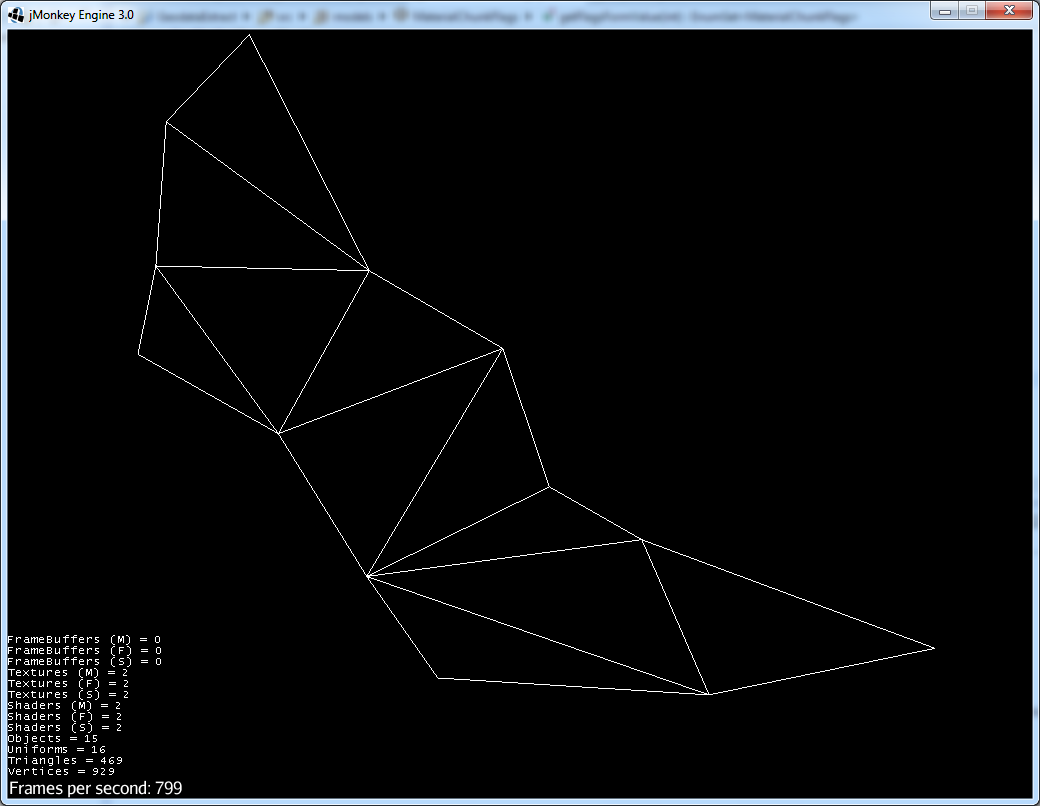 jMonkey Engine 3.0
FrameBuffers (M) = 0
FrameBuffers (F) = 0
FrameBuffers (S) = 0
Textures (M) = 2
Textures (F) = 2
Textures (S) = 2
Shaders (M) = 2
Shaders (F) = 2
Shaders (S) = 2
Objects = 15
Uniforms = 16
Triangles = 469
Vertices = 929
Frames per second: 799